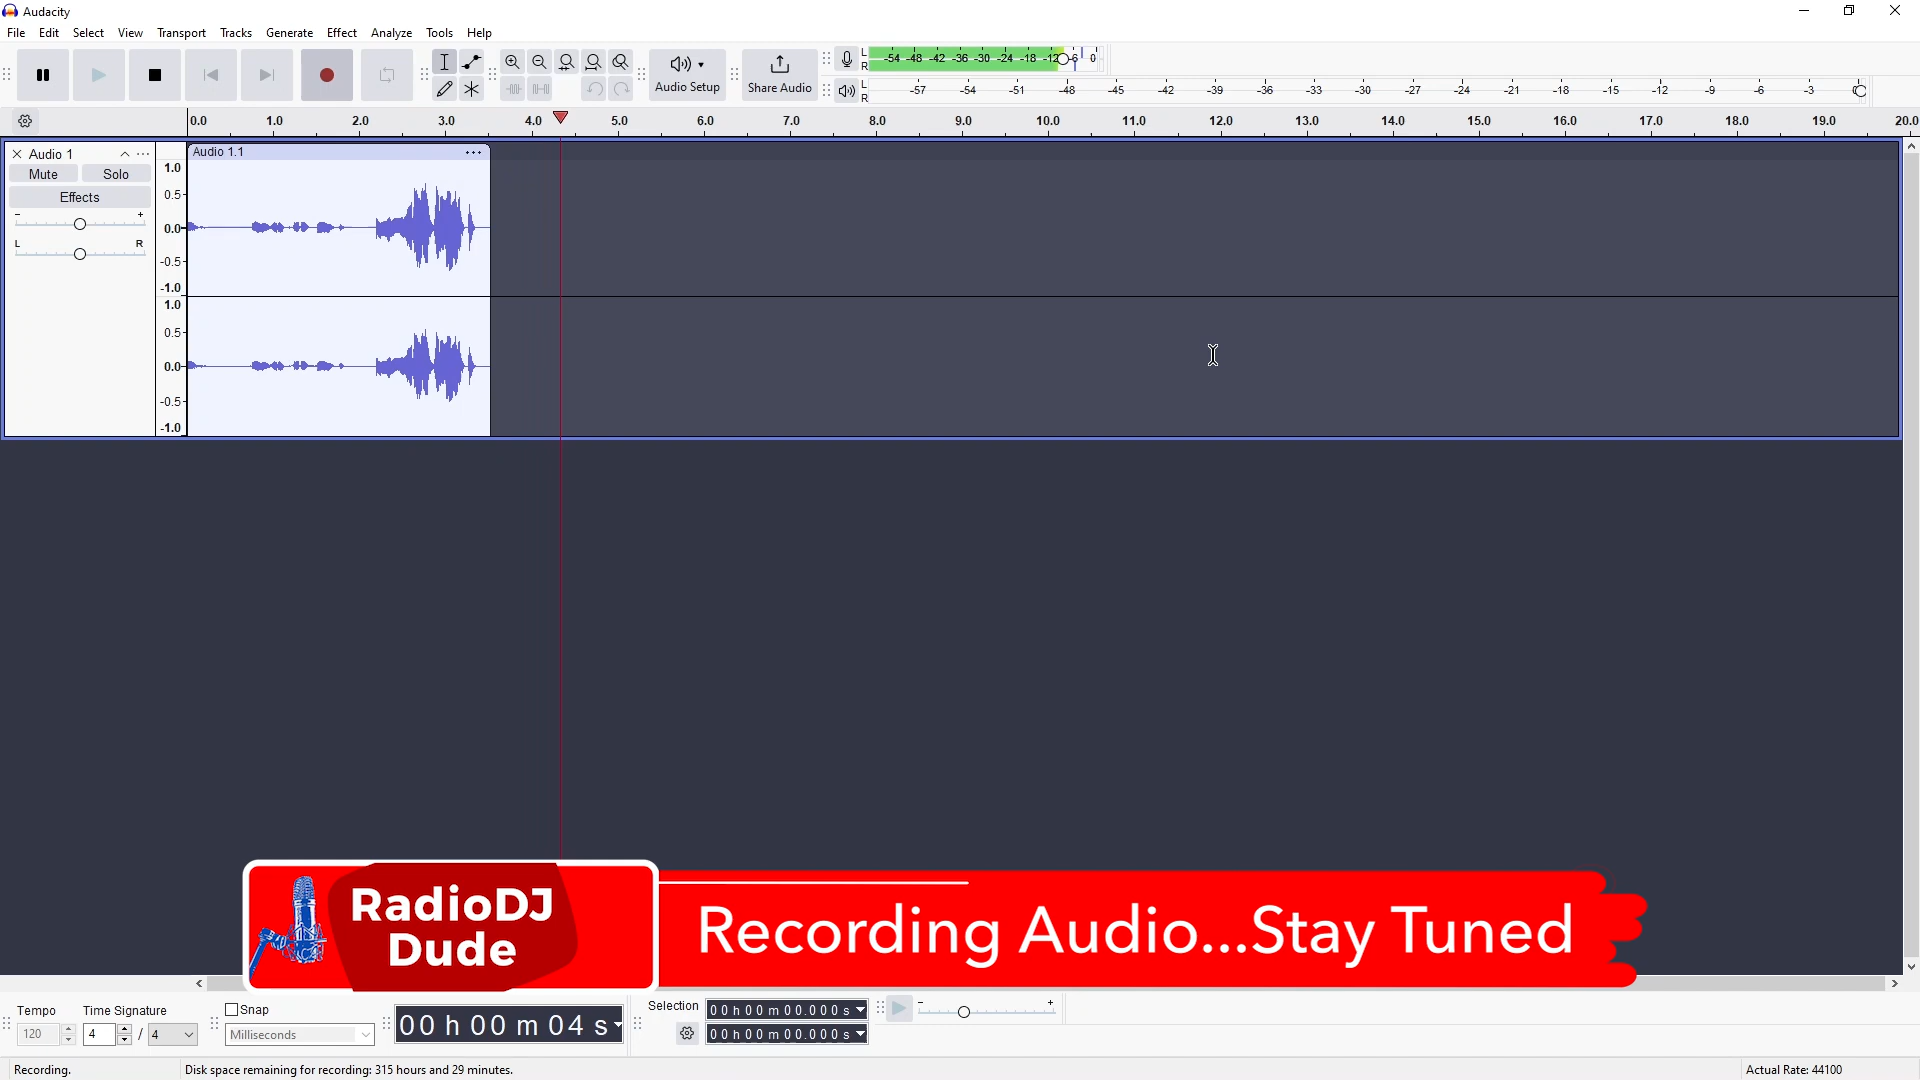 Audacity
File Edit Select View Transport Tracks Generate Effect Analyze Tools Help
Audio Setup
Share Audio
L
R
-54 -48 -42 -36 -30 -24 -18 -12 -6 0
L
R
-57 -54 -51 -48 -45 -42 -39 -36 -33 -30 -27 -24 -21 -18 -15 -12 -9 -6 -3 0
0.0 1.0 2.0 3.0 4.0 5.0 6.0 7.0 8.0 9.0 10.0 11.0 12.0 13.0 14.0 15.0 16.0 17.0 18.0 19.0 20.0
Audio 1
Audio 1.1
Mute Solo
Effects
- +
L R
1.0
0.5
0.0
-0.5
-1.0
1.0
0.5
0.0
-0.5
-1.0
RadioDJ
Dude
Recording Audio...Stay Tuned
Tempo
120
Time Signature
4 / 4
Snap
Milliseconds
00 h 00 m 04 s
Selection
00 h 00 m 00.000 s
00 h 00 m 00.000 s
- +
Recording.
Disk space remaining for recording: 315 hours and 29 minutes.
Actual Rate: 44100